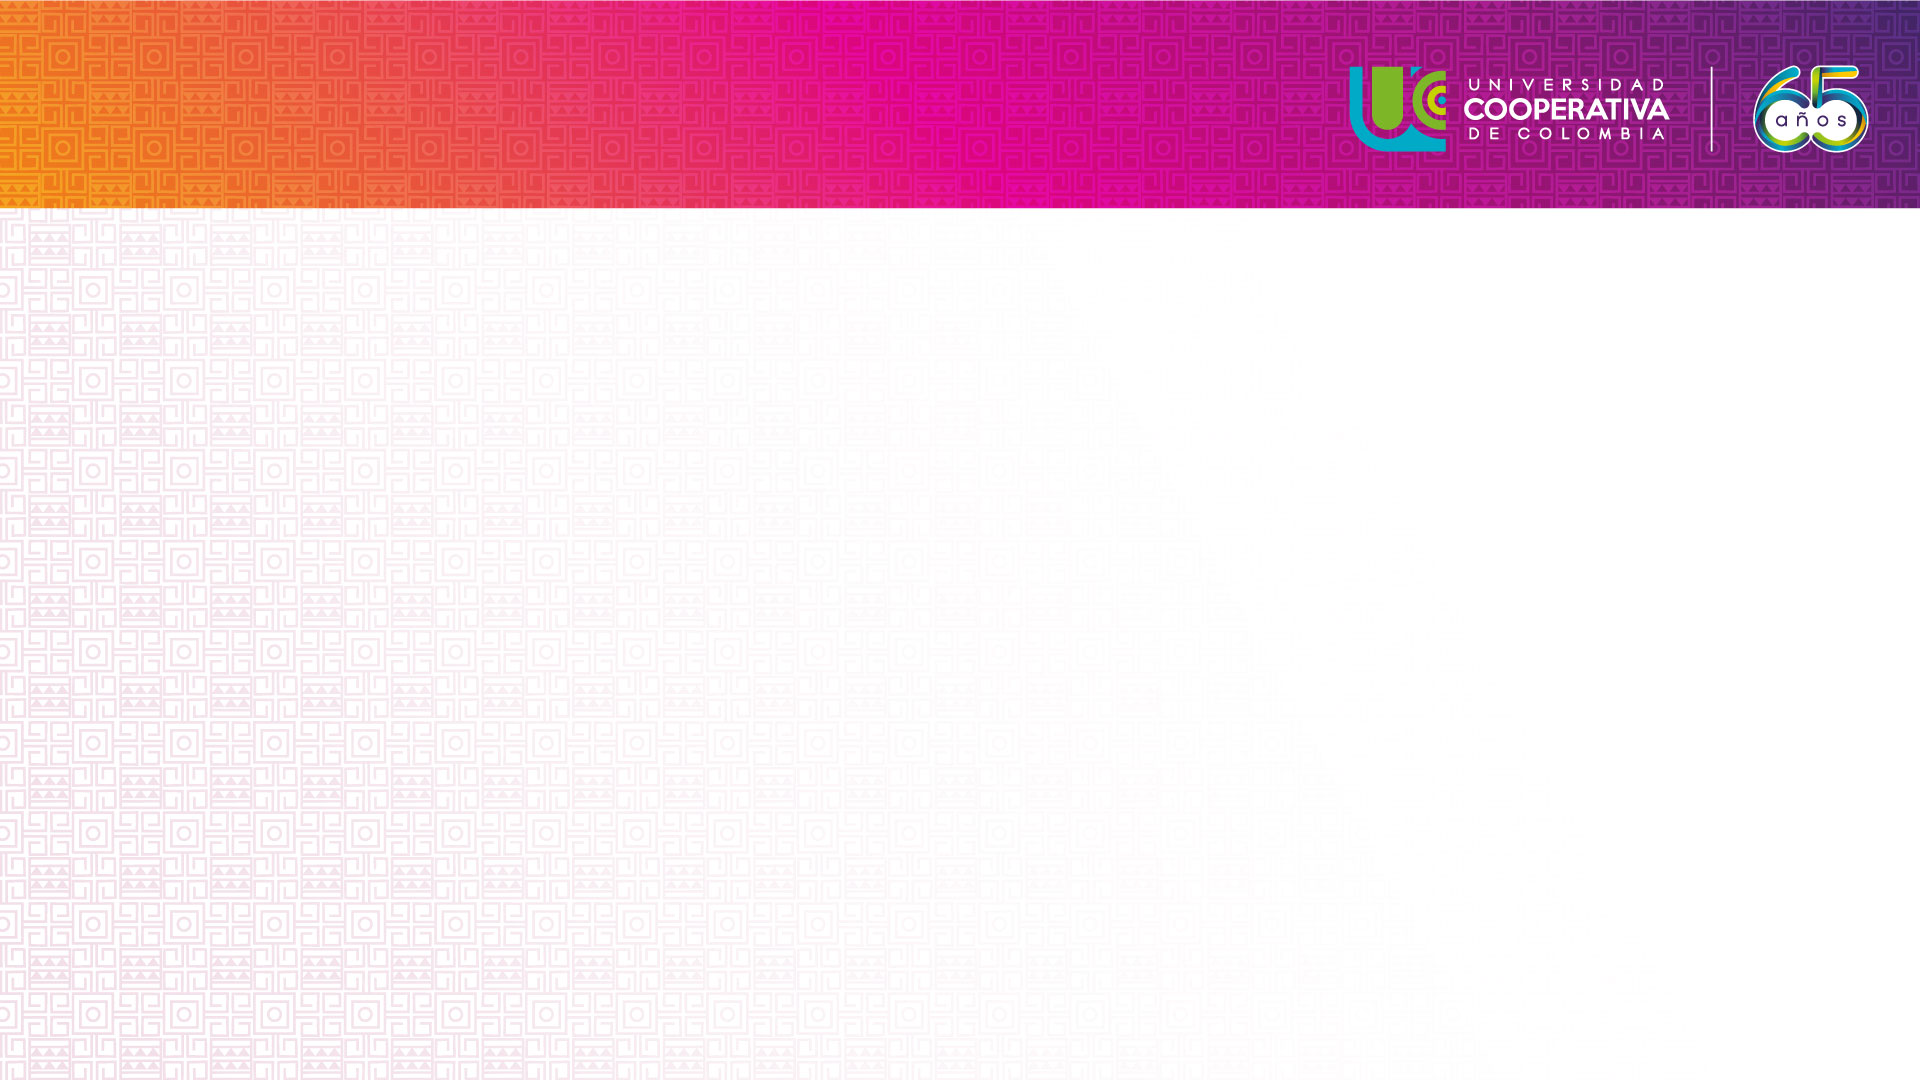 UNIVERSIDAD
COOPERATIVA
DE COLOMBIA
65
años